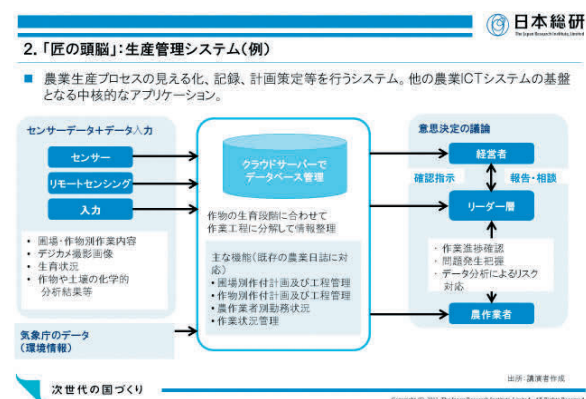 日本総研
The Japan Research Institute, Limited
2. 「匠の頭脳」：生産管理システム（例）
■ 農業生産プロセスの見える化、記録、計画策定等を行うシステム。他の農業ICTシステムの基盤
となる中核的なアプリケーション。
センサーデータ＋データ入力
センサー
リモートセンシング
入力
・圃場・作物別作業内容
・デジカメ撮影画像
・生育状況
・作物や土壌の化学的
分析結果等
気象庁のデータ
（環境情報）
クラウドサーバーで
データベース管理
作物の生育段階に合わせて
作業工程に分解して情報整理
主な機能（既存の農業日誌に対
応）
・圃場別作付計画及び工程管理
・作物別作付計画及び工程管理
・農作業者別勤務状況
・作業状況管理
意思決定の議論
経営者
確認指示
報告・相談
リーダー層
・作業進捗確認
・問題発生把握
・データ分析によるリスク
対応
農作業者
出所：講演者作成
次世代の国づくり